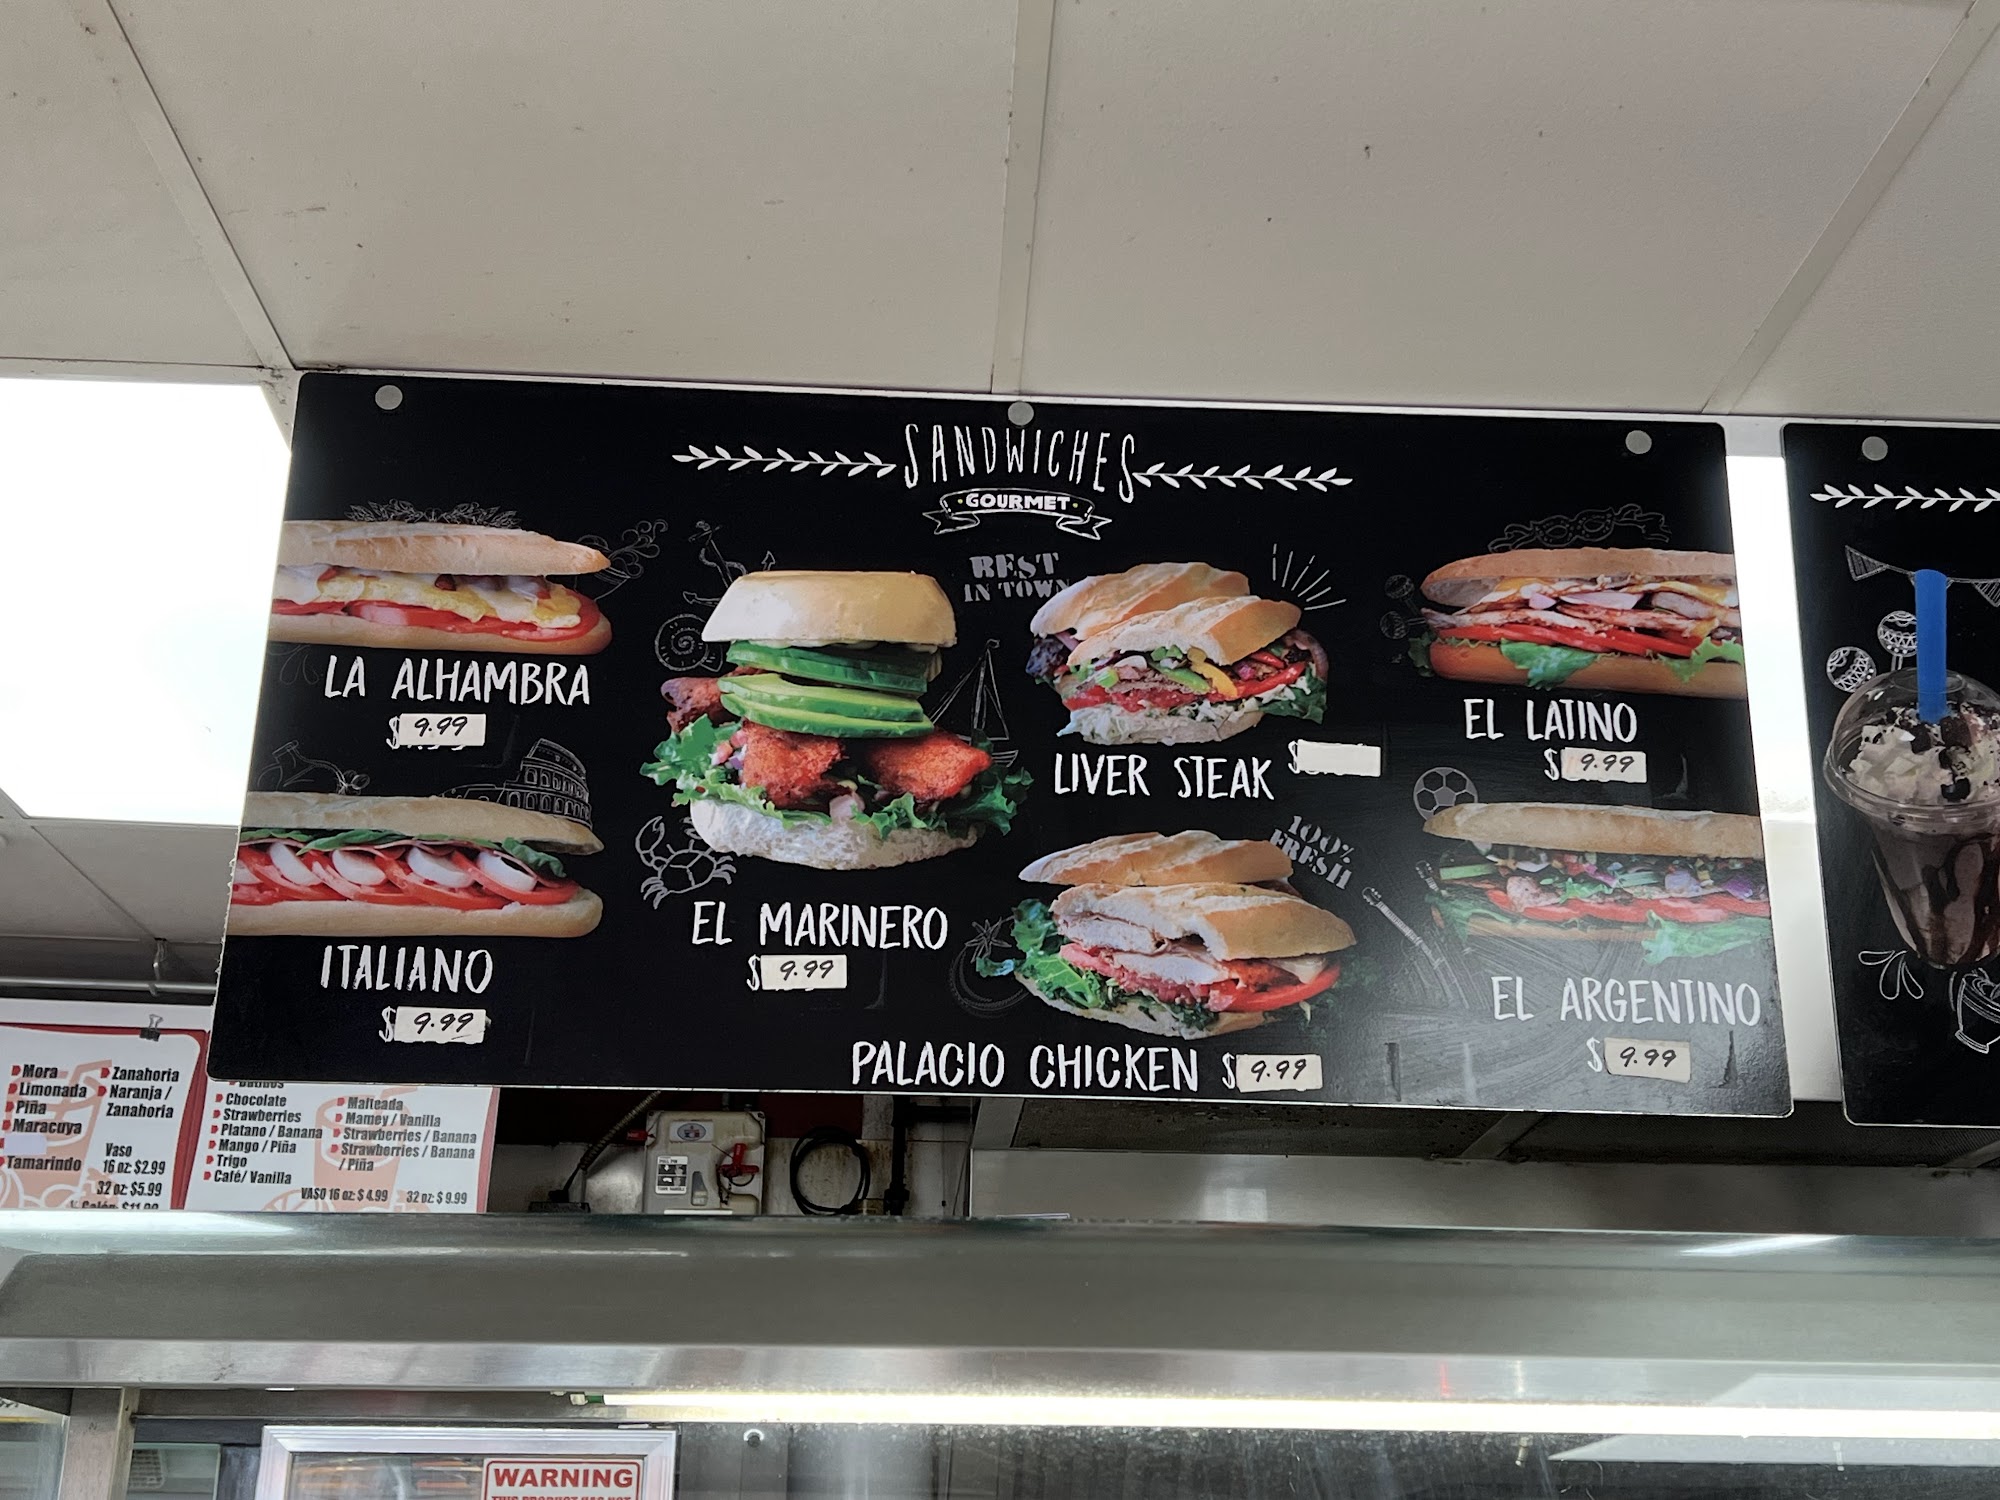 SANDWICHES
GOURMET
BEST
IN TOWN
LA ALHAMBRA
$ 9.99
ITALIANO
$ 9.99
EL MARINERO
$ 9.99
LIVER STEAK $
100%
FRESH
PALACIO CHICKEN $ 9.99
EL LATINO
$ 9.99
EL ARGENTINO
$ 9.99
Mora
Limonada
Piña
Maracuya
Tamarindo
Zanahoria
Naranja /
Zanahoria
Vaso
16 oz: $2.99
32 oz: $5.99
Chocolate
Strawberries
Platano / Banana
Mango / Piña
Trigo
Café/ Vanilla
Malteada
Mamey / Vanilla
Strawberries / Banana
Strawberries / Banana
/ Piña
VASO 16 oz: $ 4.99 32 oz: $ 9.99
WARNING